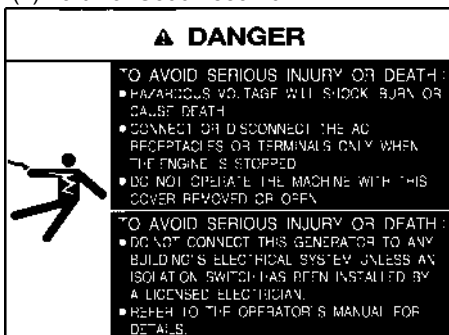 DANGER
TO AVOID SERIOUS INJURY OR DEATH:
• HAZARDOUS VOLTAGE WILL SHOCK BURN OR
CAUSE DEATH
• CONNECT OR DISCONNECT THE AC
RECEPTACLES OR TERMINALS ONLY WHEN
THE ENGINE IS STOPPED
• DO NOT OPERATE THE MACHINE WITH THIS
COVER REMOVED OR OPEN
TO AVOID SERIOUS INJURY OR DEATH:
• DO NOT CONNECT THIS GENERATOR TO ANY
BUILDING'S ELECTRICAL SYSTEM UNLESS AN
ISOLATION SWITCH HAS BEEN INSTALLED BY
A LICENSED ELECTRICIAN.
• REFER TO THE OPERATOR'S MANUAL FOR
DETAILS.